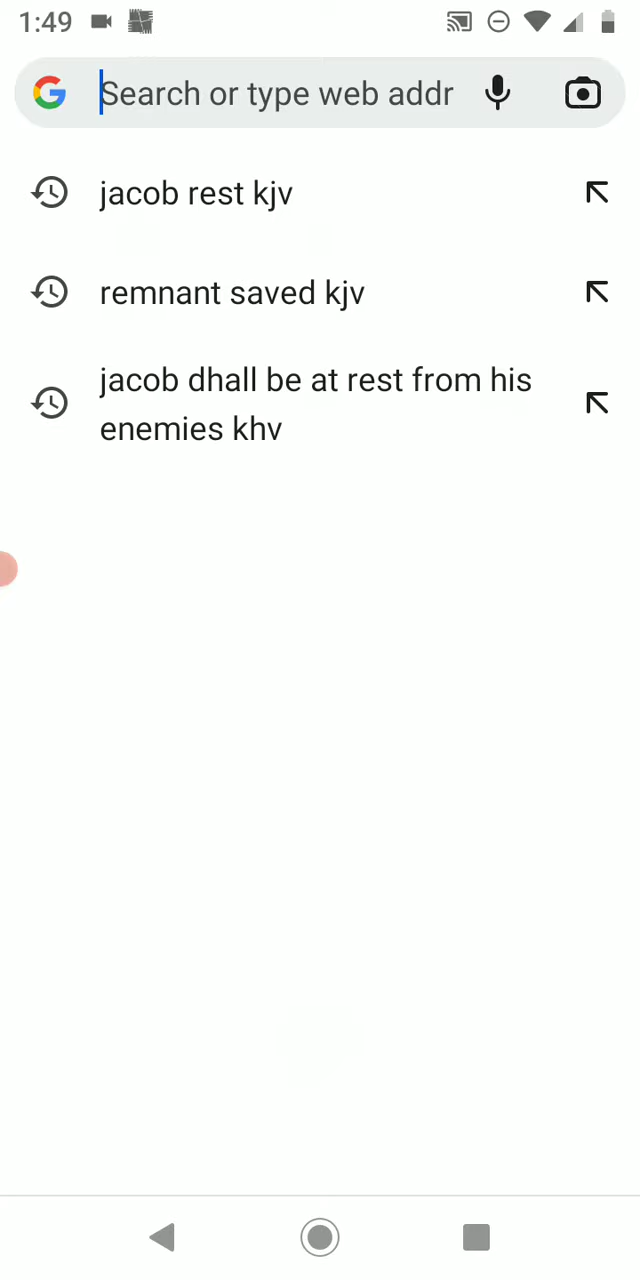 1:49
Search or type web addr
jacob rest kjv
remnant saved kjv
jacob dhall be at rest from his
enemies khv